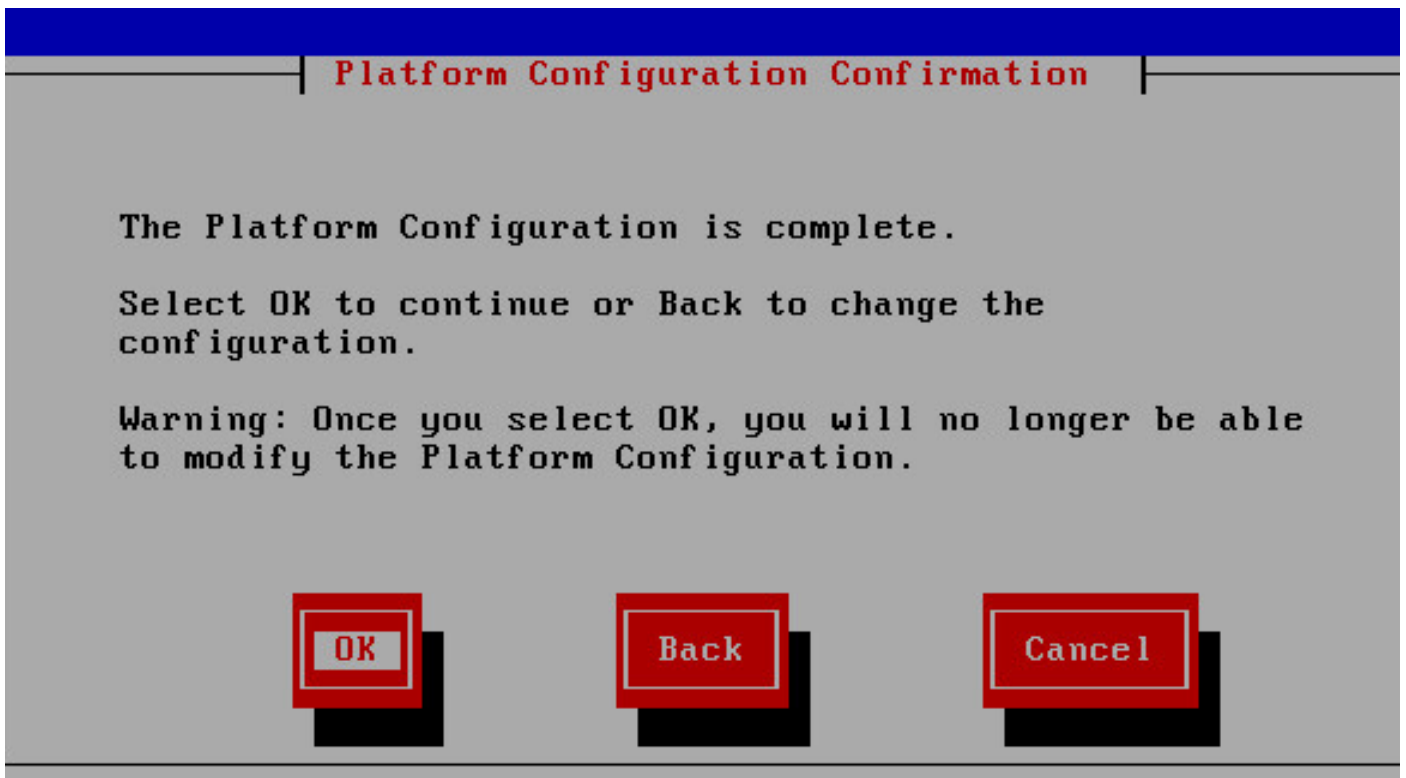 Platform Configuration Confirmation
The Platform Configuration is complete.
Select OK to continue or Back to change the
configuration.
Warning: Once you select OK, you will no longer be able
to modify the Platform Configuration.
OK Back Cancel